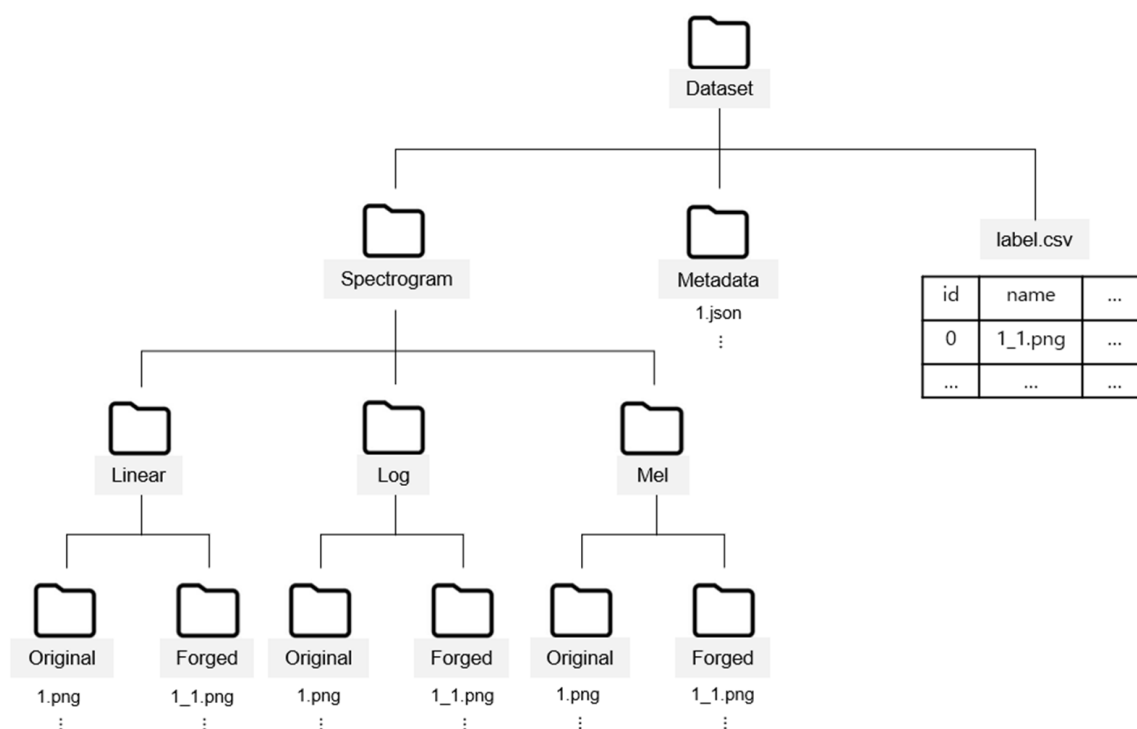 Dataset
Spectrogram
Metadata
1.json
⋮
label.csv
id name ...
0 1_1.png ...
... ... ...
Linear
Log
Mel
Original
Forged
Original
Forged
Original
Forged
1.png
1_1.png
1.png
1_1.png
1.png
1_1.png
⋮
⋮
⋮
⋮
⋮
⋮